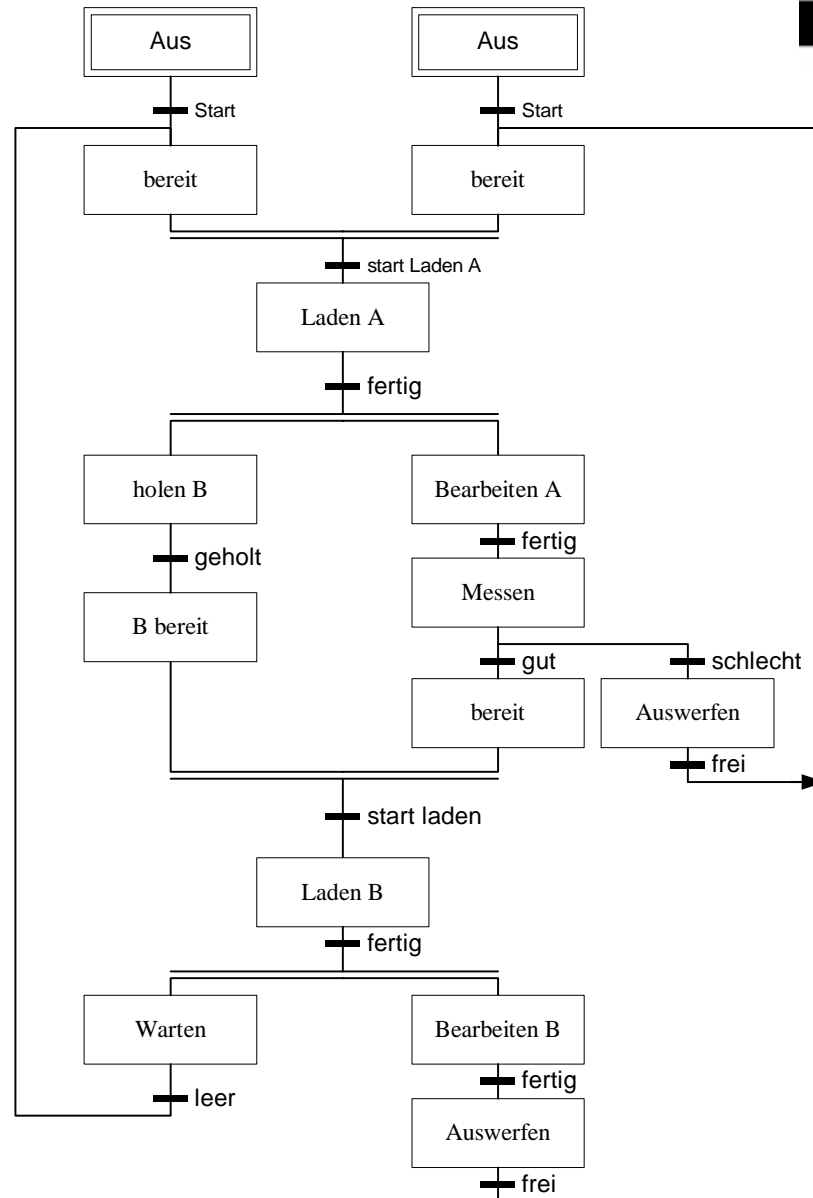 Aus
Aus
Start
Start
bereit
bereit
start Laden A
Laden A
fertig
holen B
Bearbeiten A
geholt
fertig
B bereit
Messen
gut
schlecht
bereit
Auswerfen
frei
start laden
Laden B
fertig
Warten
Bearbeiten B
leer
fertig
Auswerfen
frei